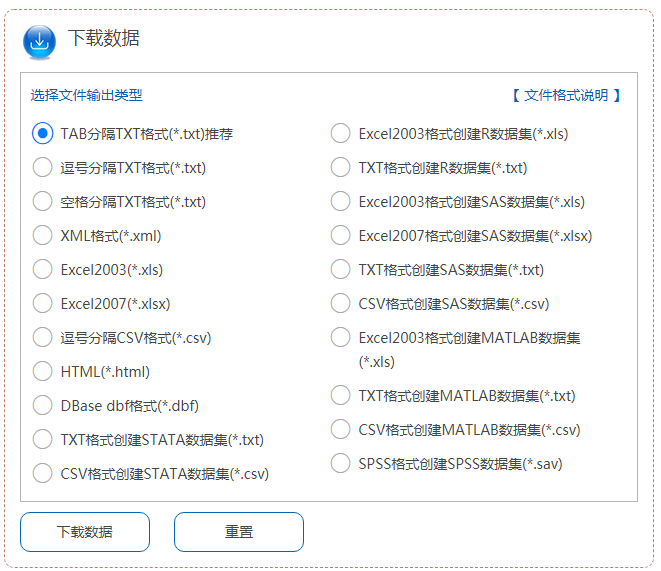 下载数据
选择文件输出类型
【 文件格式说明 】
TAB分隔TXT格式(*.txt)推荐
逗号分隔TXT格式(*.txt)
空格分隔TXT格式(*.txt)
XML格式(*.xml)
Excel2003(*.xls)
Excel2007(*.xlsx)
逗号分隔CSV格式(*.csv)
HTML(*.html)
DBase dbf格式(*.dbf)
TXT格式创建STATA数据集(*.txt)
CSV格式创建STATA数据集(*.csv)
Excel2003格式创建R数据集(*.xls)
TXT格式创建R数据集(*.txt)
Excel2003格式创建SAS数据集(*.xls)
Excel2007格式创建SAS数据集(*.xlsx)
TXT格式创建SAS数据集(*.txt)
CSV格式创建SAS数据集(*.csv)
Excel2003格式创建MATLAB数据集
(*.xls)
TXT格式创建MATLAB数据集(*.txt)
CSV格式创建MATLAB数据集(*.csv)
SPSS格式创建SPSS数据集(*.sav)
下载数据
重置